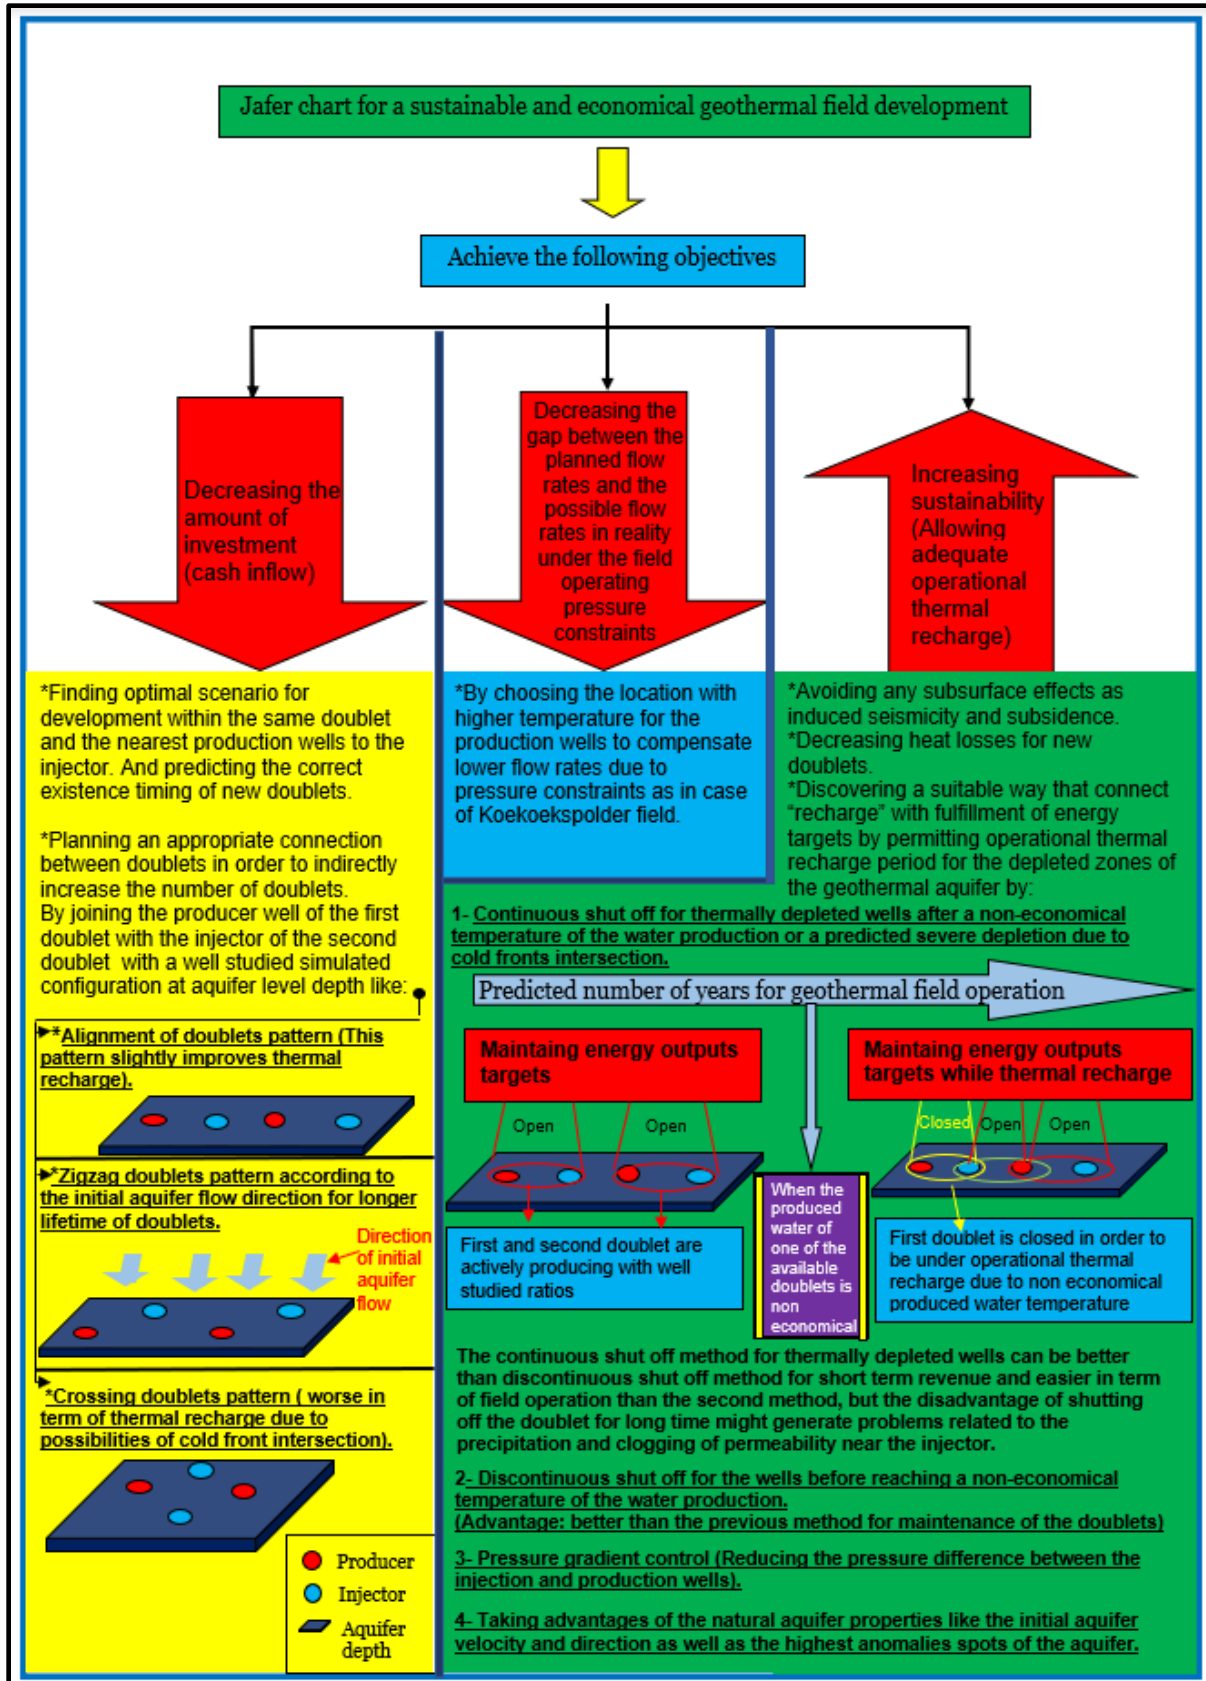 Jafer chart for a sustainable and economical geothermal field development
Achieve the following objectives
Decreasing the
amount of
investment
(cash inflow)
Decreasing the
gap between the
planned flow
rates and the
possible flow
rates in reality
under the field
operating
pressure
constraints
Increasing
sustainability
(Allowing
adequate
operational
thermal
recharge)
*Finding optimal scenario for
development within the same doublet
and the nearest production wells to the
injector. And predicting the correct
existence timing of new doublets.
*Planning an appropriate connection
between doublets in order to indirectly
increase the number of doublets.
By joining the producer well of the first
doublet with the injector of the second
doublet with a well studied simulated
configuration at aquifer level depth like:
*Alignment of doublets pattern (This
pattern slightly improves thermal
recharge).
*Zigzag doublets pattern according to
the initial aquifer flow direction for longer
lifetime of doublets.
Direction
of initial
aquifer
flow
*Crossing doublets pattern ( worse in
term of thermal recharge due to
possibilities of cold front intersection).
Producer
Injector
Aquifer
depth
*By choosing the location with
higher temperature for the
production wells to compensate
lower flow rates due to
pressure constraints as in case
of Koekoekspolder field.
*Avoiding any subsurface effects as
induced seismicity and subsidence.
*Decreasing heat losses for new
doublets.
*Discovering a suitable way that connect
“recharge” with fulfillment of energy
targets by permitting operational thermal
recharge period for the depleted zones of
the geothermal aquifer by:
1- Continuous shut off for thermally depleted wells after a non-economical
temperature of the water production or a predicted severe depletion due to
cold fronts intersection.
Predicted number of years for geothermal field operation
Maintaing energy outputs
targets
Open
Open
First and second doublet are
actively producing with well
studied ratios
When the
produced
water of
one of the
available
doublets is
non
economical
Maintaing energy outputs
targets while thermal recharge
Closed
Open
Open
First doublet is closed in order to
be under operational thermal
recharge due to non economical
produced water temperature
The continuous shut off method for thermally depleted wells can be better
than discontinuous shut off method for short term revenue and easier in term
of field operation than the second method, but the disadvantage of shutting
off the doublet for long time might generate problems related to the
precipitation and clogging of permeability near the injector.
2- Discontinuous shut off for the wells before reaching a non-economical
temperature of the water production.
(Advantage: better than the previous method for maintenance of the doublets)
3- Pressure gradient control (Reducing the pressure difference between the
injection and production wells).
4- Taking advantages of the natural aquifer properties like the initial aquifer
velocity and direction as well as the highest anomalies spots of the aquifer.